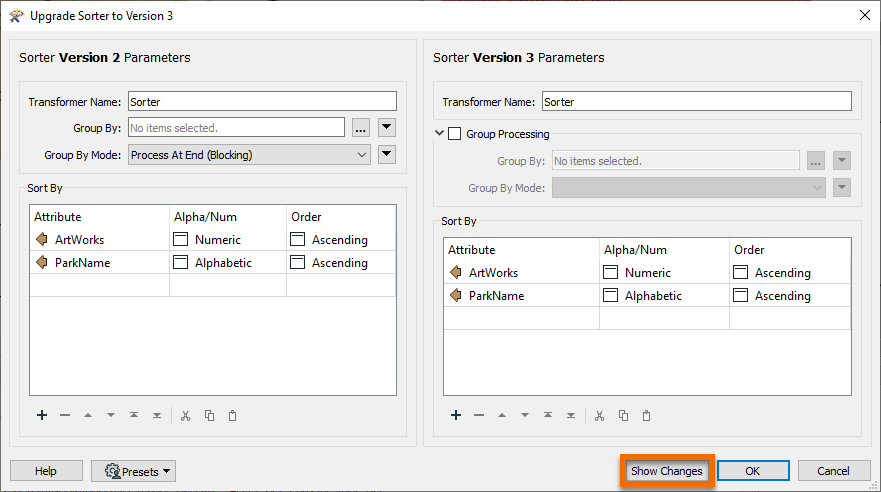 Upgrade Sorter to Version 3
Sorter Version 2 Parameters
Transformer Name: Sorter
Group By: No items selected. ...
Group By Mode: Process At End (Blocking)
Sort By
Attribute Alpha/Num Order
ArtWorks Numeric Ascending
ParkName Alphabetic Ascending
Sorter Version 3 Parameters
Transformer Name: Sorter
Group Processing
Group By: No items selected. ...
Group By Mode:
Sort By
Attribute Alpha/Num Order
ArtWorks Numeric Ascending
ParkName Alphabetic Ascending
Help Presets Show Changes OK Cancel